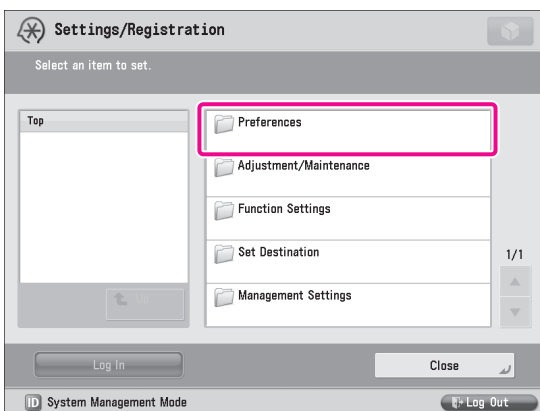 Settings/Registration
Select an item to set.
Top
Preferences
Adjustment/Maintenance
Function Settings
Set Destination
1/1
Up
Management Settings
Log In
Close
ID System Management Mode
Log Out